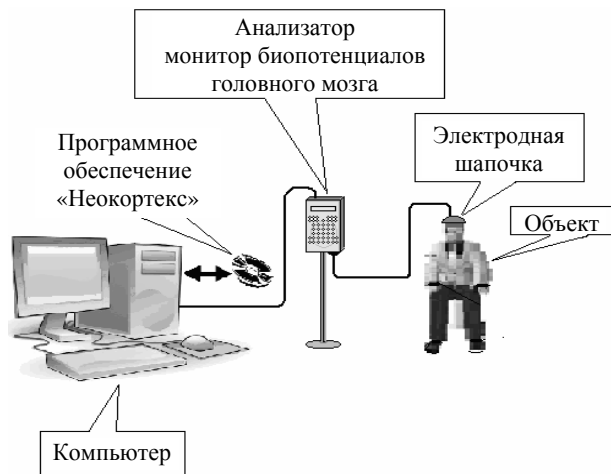 Анализатор
монитор биопотенциалов
головного мозга
Программное
обеспечение
«Неокортекс»
Электродная
шапочка
Объект
Компьютер